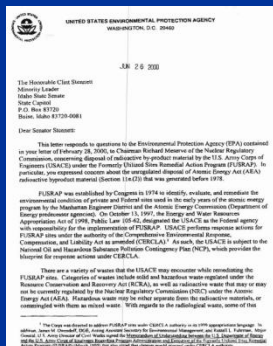 UNITED STATES ENVIRONMENTAL PROTECTION AGENCY
WASHINGTON, D.C. 20460
JUN 26 2000
The Honorable Clint Stennett
Minority Leader
Idaho State Senate
State Capitol
P.O. Box 83720
Boise, Idaho 83720-0081
Dear Senator Stennett:
This letter responds to questions to the Environmental Protection Agency (EPA) contained
in your letter of February 28, 2000, to Chairman Richard Meserve of the Nuclear Regulatory
Commission, concerning disposal of radioactive by-product material by the U.S. Army Corps of
Engineers (USACE) under the Formerly Utilized Sites Remedial Action Program (FUSRAP). In
particular, you expressed concern about the unregulated disposal of Atomic Energy Act (AEA)
radioactive byproduct material (Section 11e.(2)) that was generated before 1978.
FUSRAP was established by Congress in 1974 to identify, evaluate, and remediate the
environmental condition of private and Federal sites used in the early years of the atomic energy
program by the Manhattan Engineer District and the Atomic Energy Commission (Department of
Energy predecessor agencies). On October 13, 1997, the Energy and Water Resources
Appropriation Act of 1998, Public Law 105-62, designated the USACE as the Federal agency
with responsibility for the implementation of FUSRAP. USACE performs response actions for
FUSRAP sites under the authority of the Comprehensive Environmental Response,
Compensation, and Liability Act as amended (CERCLA).¹ As such, the USACE is subject to the
National Oil and Hazardous Substance Pollution Contingency Plan (NCP), which provides the
blueprint for response actions under CERCLA.
There are a variety of wastes that the USACE may encounter while remediating the
FUSRAP sites. Categories of wastes include solid and hazardous waste regulated under the
Resource Conservation and Recovery Act (RCRA), as well as radioactive waste that may or may
not be currently regulated by the Nuclear Regulatory Commission (NRC) under the Atomic
Energy Act (AEA). Hazardous waste may be either separate from the radioactive materials, or
commingled with them as mixed waste. With regards to the radiological waste, some of this